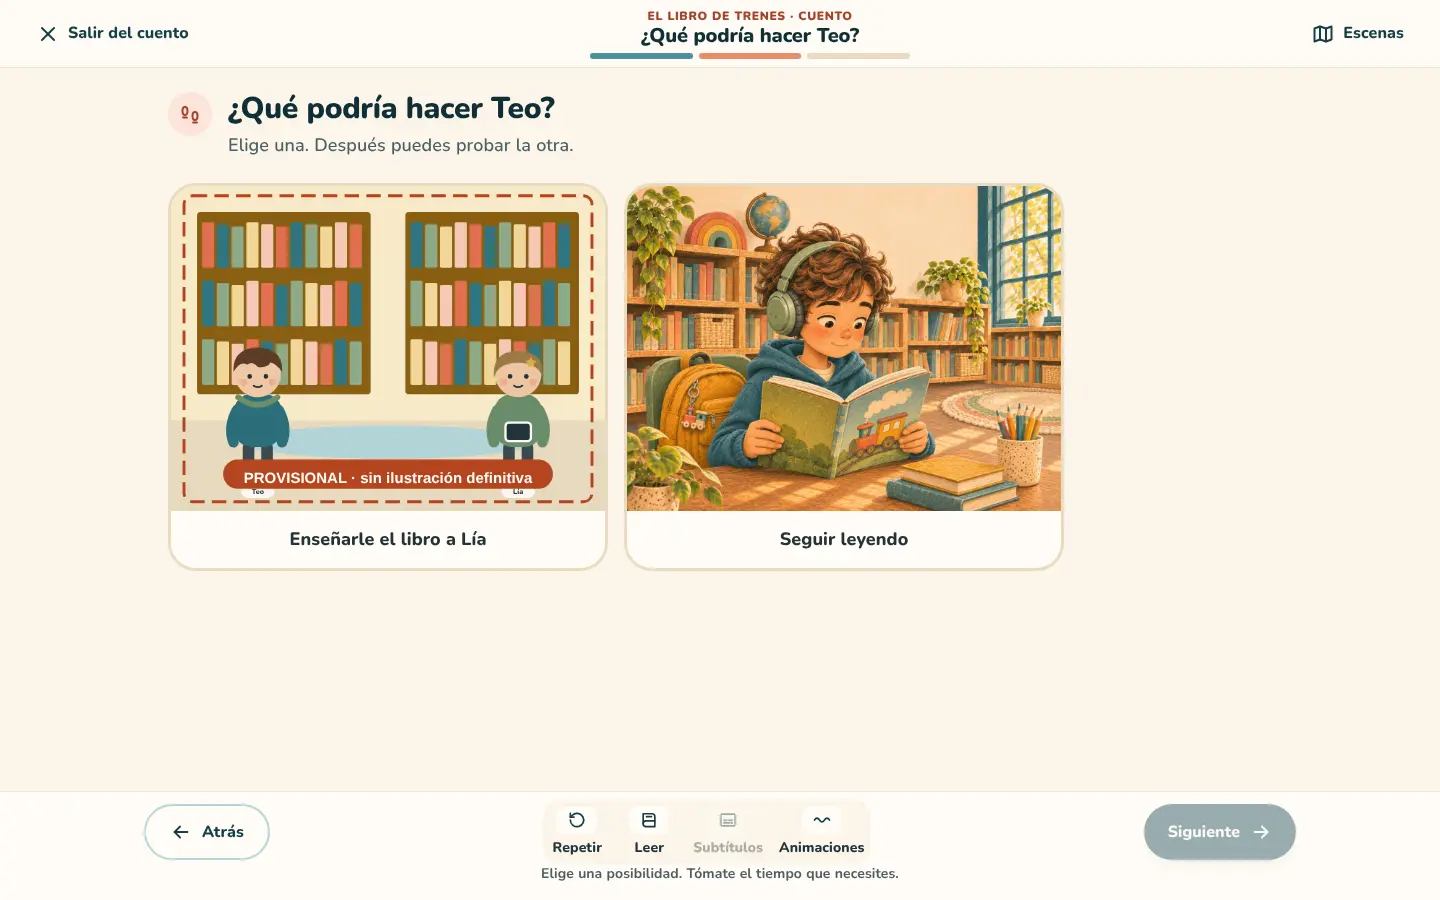 Salir del cuento
EL LIBRO DE TRENES · CUENTO
¿Qué podría hacer Teo?
Escenas
¿Qué podría hacer Teo?
Elige una. Después puedes probar la otra.
PROVISIONAL · sin ilustración definitiva
Teo
Lía
Enseñarle el libro a Lía
Seguir leyendo
Atrás
Repetir
Leer
Subtítulos
Animaciones
Siguiente
Elige una posibilidad. Tómate el tiempo que necesites.